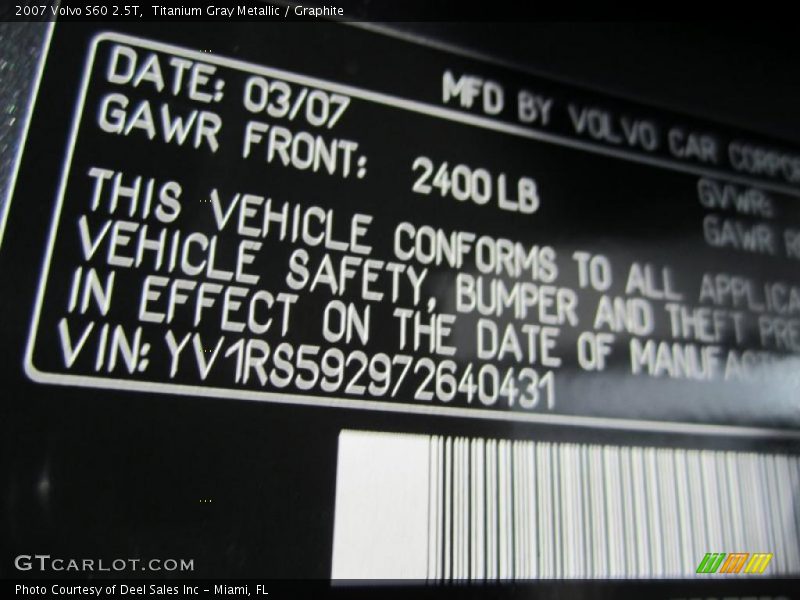 2007 Volvo S60 2.5T, Titanium Gray Metallic / Graphite
DATE: 03/07 MFD BY VOLVO CAR CORPOR
GAWR FRONT: 2400 LB GVWR:
GAWR R
THIS VEHICLE CONFORMS TO ALL APPLICA
VEHICLE SAFETY, BUMPER AND THEFT PRE
IN EFFECT ON THE DATE OF MANUFACT
VIN: YV1RS592972640431
GTCARLOT.COM
Photo Courtesy of Deel Sales Inc - Miami, FL